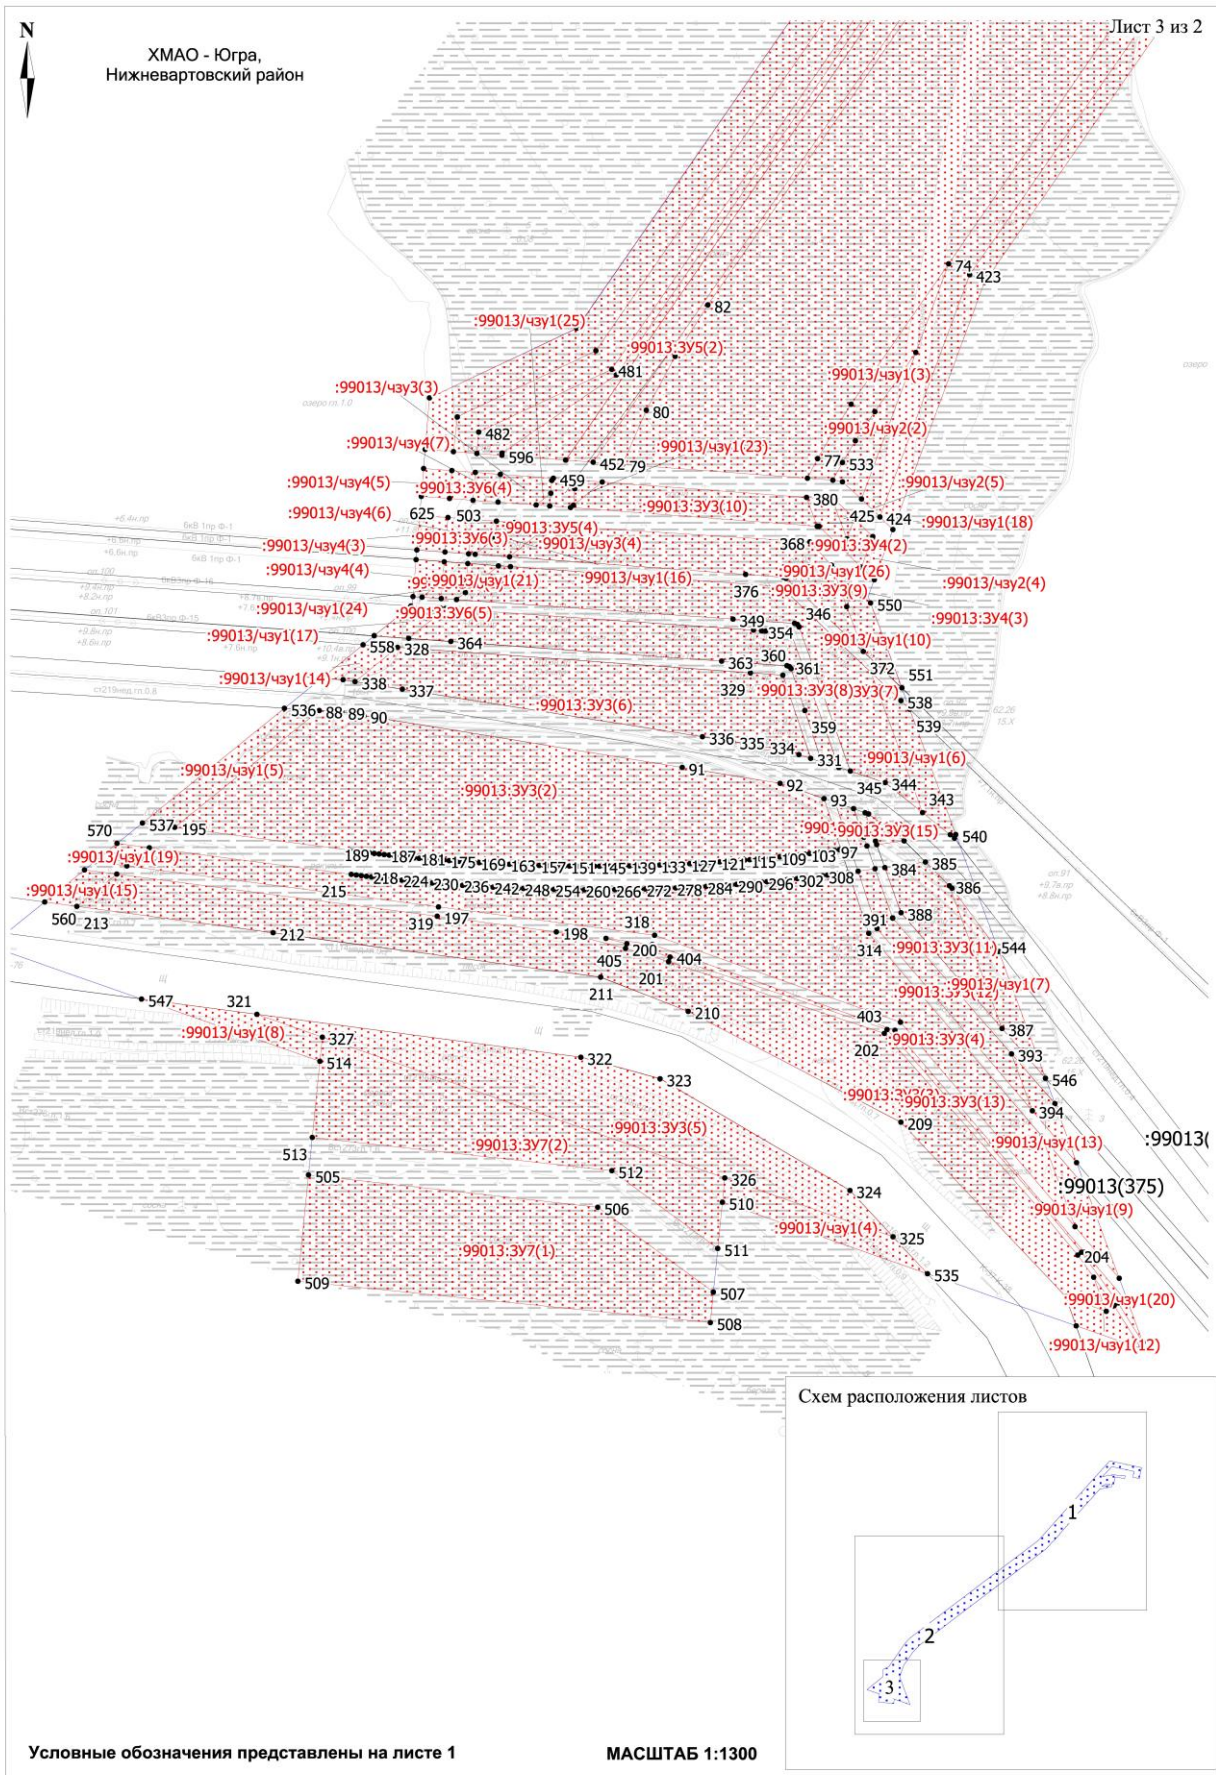 Лист 3 из 2
N
ХМАО - Югра,
Нижневартовский район
74
423
82
:99013/чзу1(25)
:99013:ЗУ5(2)
481
озеро
:99013/чзу1(3)
:99013/чзу3(3)
озеро гл.1.0
80
:99013/чзу2(2)
482
:99013/чзу4(7)
596
:99013/чзу1(23)
452
79
77
533
:99013/чзу4(5)
459
:99013/чзу2(5)
:99013:ЗУ6(4)
380
:99013:ЗУ3(10)
:99013/чзу4(6)
625
503
425
424
:99013/чзу1(18)
:99013:ЗУ5(4)
:99013:ЗУ6(3)
:99013/чзу3(4)
368
:99013:ЗУ4(2)
:99013/чзу4(3)
:99013/чзу4(4)
:99013/чзу1(21)
:99013/чзу1(16)
:99013/чзу1(26)
:99013/чзу2(4)
376
:99013:ЗУ3(9)
:99013/чзу1(24)
:99013:ЗУ6(5)
346
550
:99013:ЗУ4(3)
349
354
:99013/чзу1(17)
558
328
364
:99013/чзу1(10)
363
360
361
372
329
:99013:ЗУ3(8)
ЗУ3(7)
551
:99013/чзу1(14)
338
337
538
:99013:ЗУ3(6)
536
88
89
90
359
539
336
335
334
331
91
:99013/чзу1(6)
92
345
344
:99013/чзу1(5)
:99013:ЗУ3(2)
93
343
537
195
:99013:ЗУ3(15)
540
570
189
187
181
175
169
163
157
151
145
139
133
127
121
115
109
103
97
:99013/чзу1(19)
384
385
215
218
224
230
236
242
248
254
260
266
272
278
284
290
296
302
308
386
:99013/чзу1(15)
560
213
319
197
318
391
388
212
198
314
200
405
201
404
:99013:ЗУ3(11)
544
211
:99013/чзу1(7)
547
321
210
403
202
:99013:ЗУ3(4)
387
:99013/чзу1(8)
327
514
322
393
546
323
:99013:ЗУ3(13)
394
209
:99013:ЗУ3(5)
513
:99013:ЗУ7(2)
:99013/чзу1(13)
:99013(
505
512
326
324
:99013(375)
506
510
:99013/чзу1(4)
325
:99013/чзу1(9)
:99013:ЗУ7(1)
511
204
509
535
507
:99013/чзу1(20)
508
:99013/чзу1(12)
Схем расположения листов
1
2
3
Условные обозначения представлены на листе 1
МАСШТАБ 1:1300